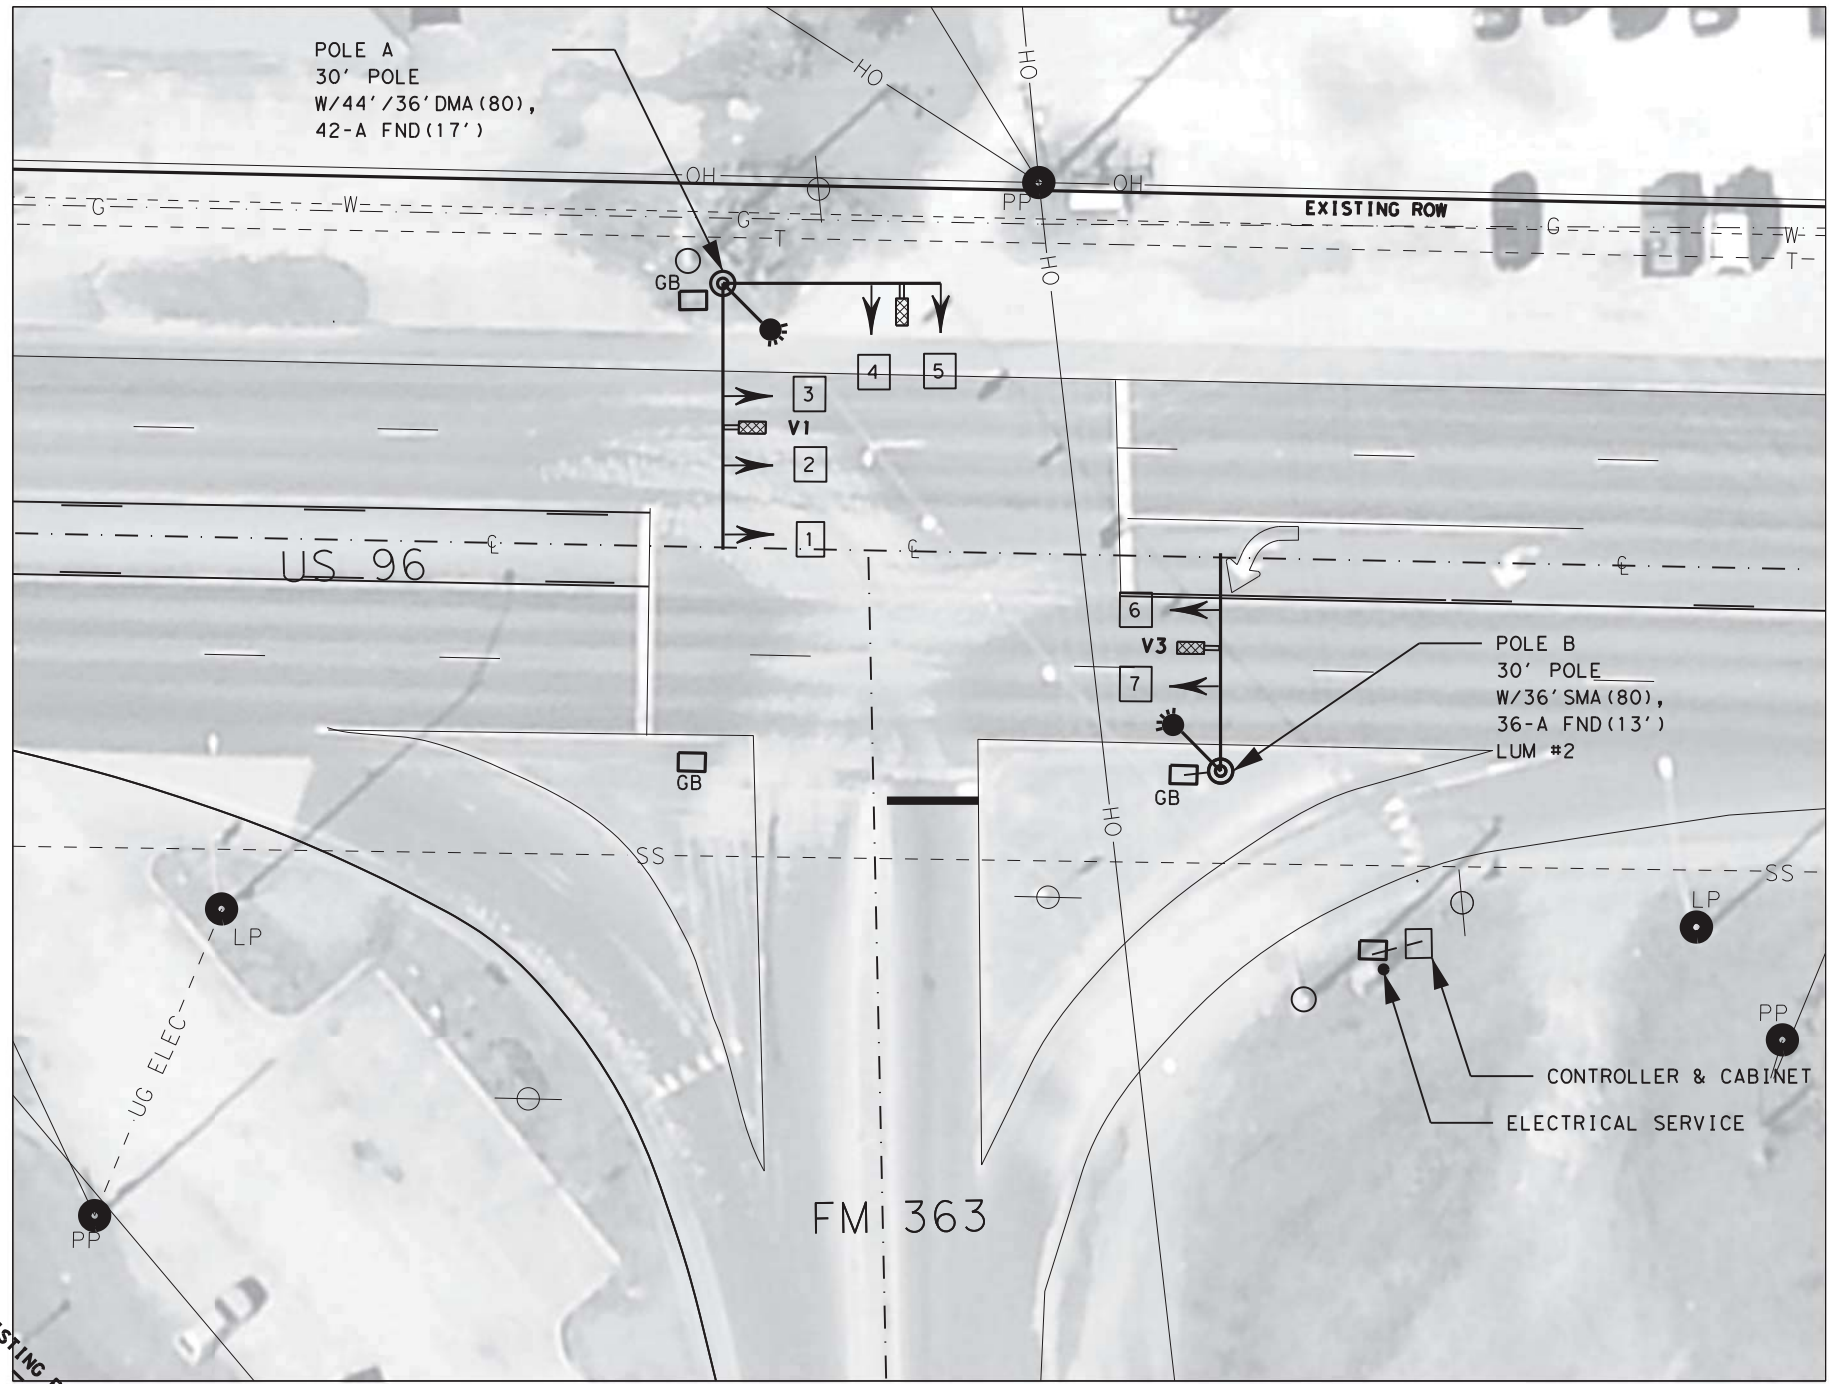 POLE A
30' POLE
W/44'/36'DMA(80),
42-A FND(17')
HO
HO
OH
OH
PP
EXISTING ROW
G
W
G
G
W
T
T
HO
GB
4
5
3
V1
2
1
℄
℄
℄
US 96
6
V3
7
POLE B
30' POLE
W/36'SMA(80),
36-A FND(13')
LUM #2
GB
GB
HO
SS
SS
LP
LP
UG ELEC
PP
CONTROLLER & CABINET
ELECTRICAL SERVICE
FM 363
PP